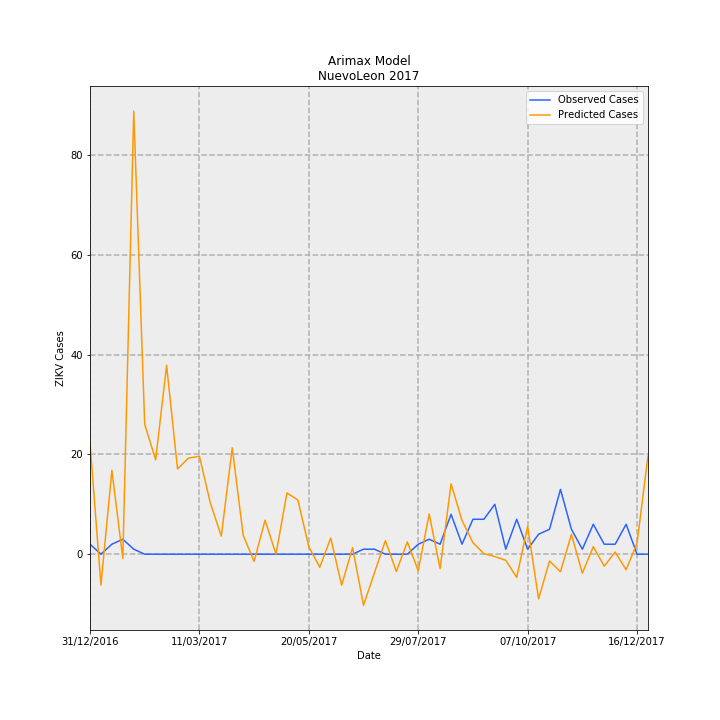 Arimax Model
NuevoLeon 2017
Observed Cases
Predicted Cases
ZIKV Cases
80
60
40
20
0
31/12/2016
11/03/2017
20/05/2017
29/07/2017
07/10/2017
16/12/2017
Date